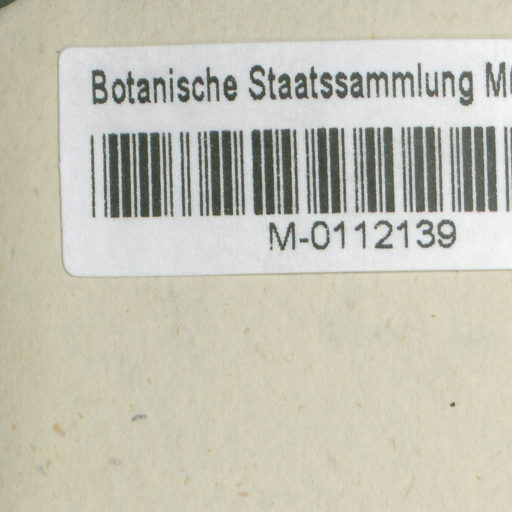 Botanische Staatssammlung
M-0112139